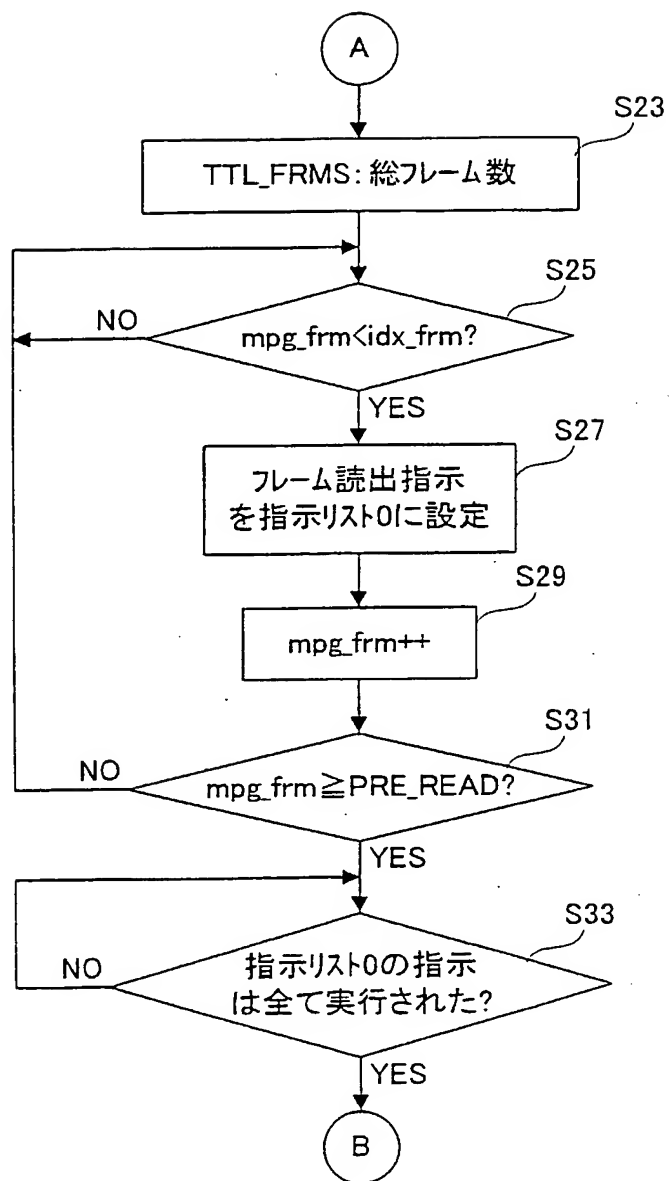 A
S23
TTL_FRMS:総フレーム数
S25
NO
mpg_frm<idx_frm?
YES
S27
フレーム読出指示
を指示リスト0に設定
S29
mpg_frm++
S31
NO
mpg_frm≧PRE_READ?
YES
S33
NO
指示リスト0の指示
は全て実行された?
YES
B